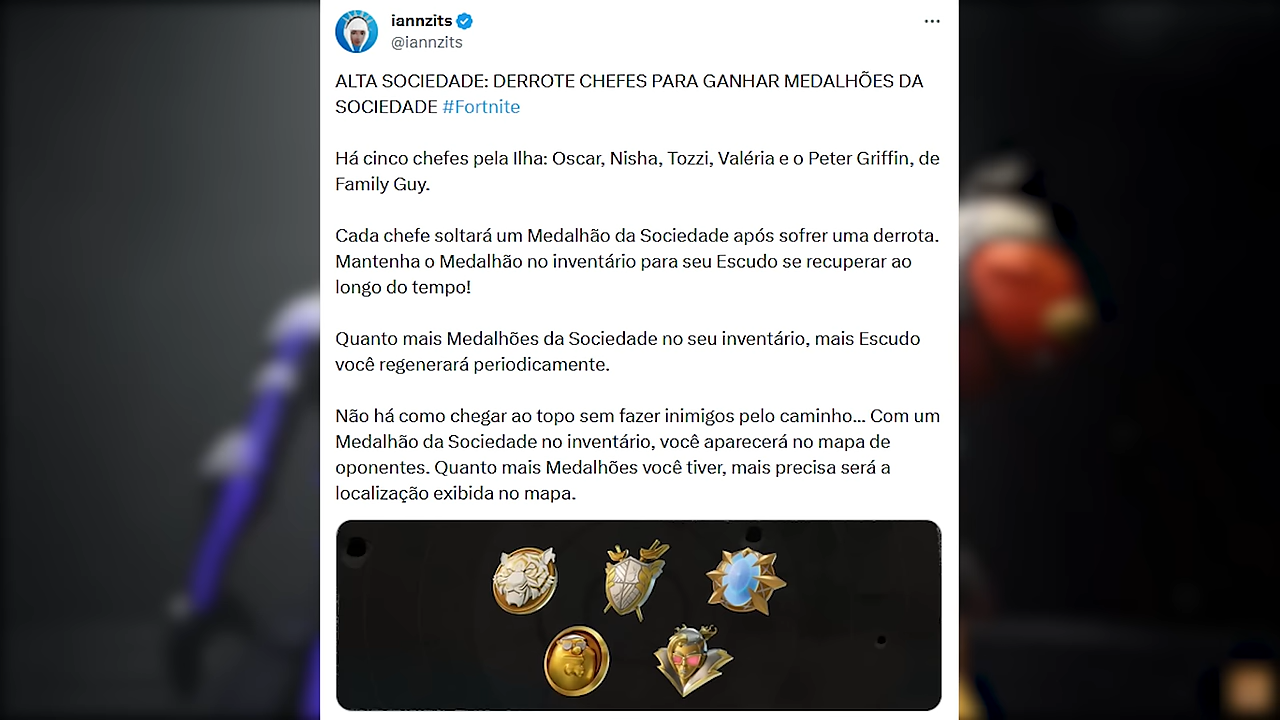 iannzits
@iannzits
ALTA SOCIEDADE: DERROTE CHEFES PARA GANHAR MEDALHÕES DA
SOCIEDADE #Fortnite
Há cinco chefes pela Ilha: Oscar, Nisha, Tozzi, Valéria e o Peter Griffin, de
Family Guy.
Cada chefe soltará um Medalhão da Sociedade após sofrer uma derrota.
Mantenha o Medalhão no inventário para seu Escudo se recuperar ao
longo do tempo!
Quanto mais Medalhões da Sociedade no seu inventário, mais Escudo
você regenerará periodicamente.
Não há como chegar ao topo sem fazer inimigos pelo caminho... Com um
Medalhão da Sociedade no inventário, você aparecerá no mapa de
oponentes. Quanto mais Medalhões você tiver, mais precisa será a
localização exibida no mapa.